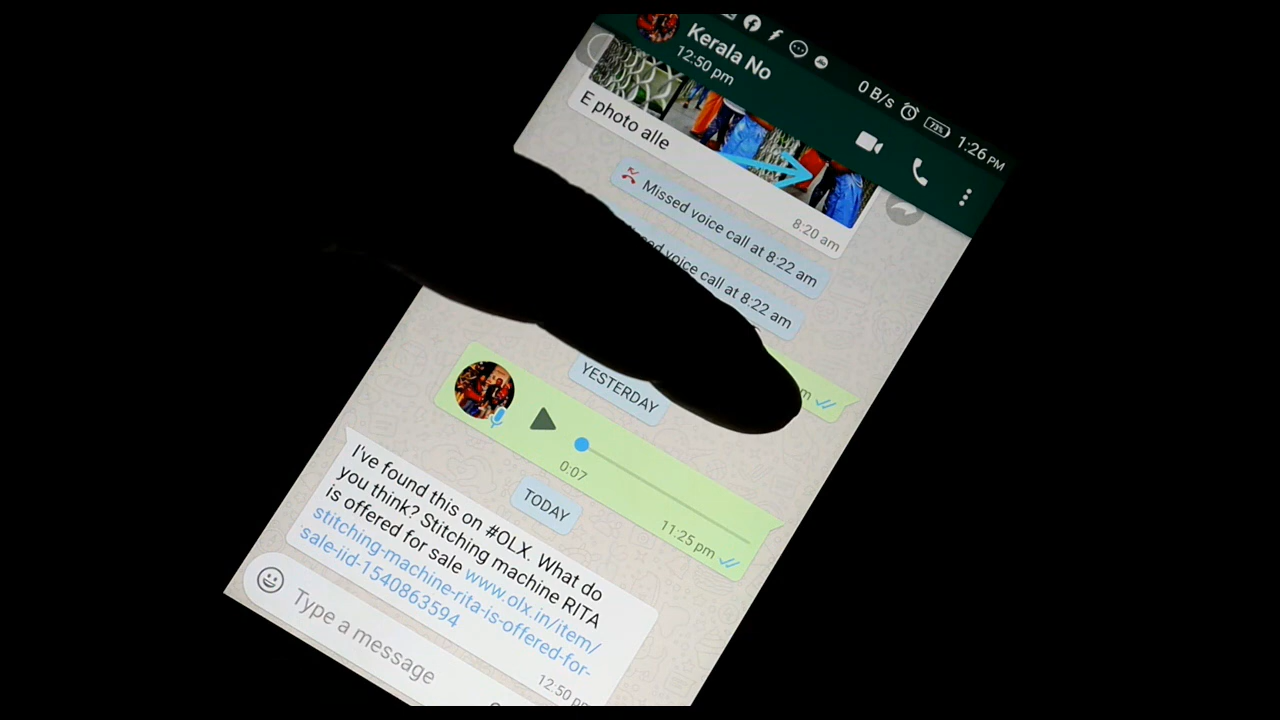 0 B/s 73% 1:26 PM
Kerala No
12:50 pm
E photo alle
8:20 am
Missed voice call at 8:22 am
voice call at 8:22 am
YESTERDAY
0:07
11:25 pm
TODAY
I've found this on #OLX. What do
you think? Stitching machine RITA
is offered for sale www.olx.in/item/
stitching-machine-rita-is-offered-for-
sale-iid-1540863594
12:50 pm
Type a message